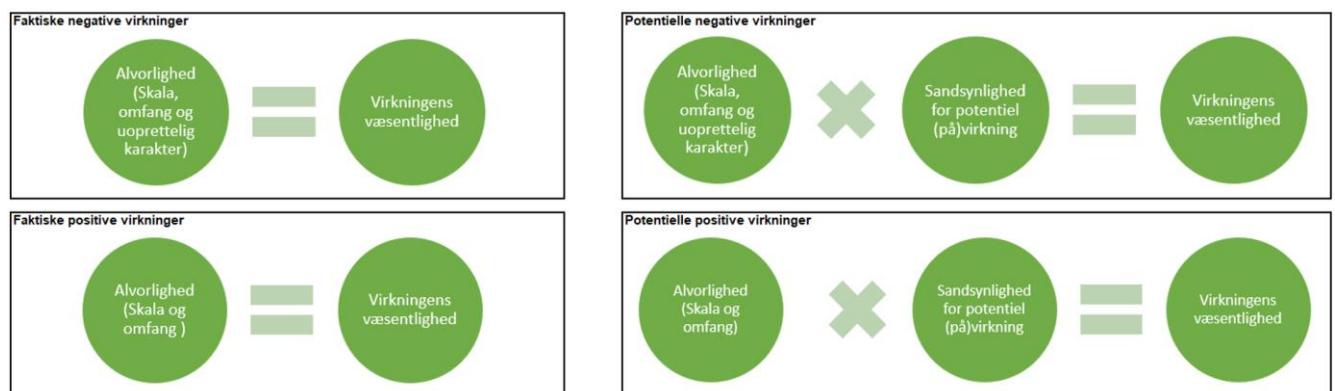 Faktiske negative virkninger
Alvorlighed
(Skala,
omfang og
uoprettelig
karakter)
Virkningens
væsentlighed
Potentielle negative virkninger
Alvorlighed
(Skala,
omfang og
uoprettelig
karakter)
Sandsynlighed
for potentiel
(på)virkning
Virkningens
væsentlighed
Faktiske positive virkninger
Alvorlighed
(Skala og
omfang )
Virkningens
væsentlighed
Potentielle positive virkninger
Alvorlighed
(Skala og
omfang)
Sandsynlighed
for potentiel
(på)virkning
Virkningens
væsentlighed